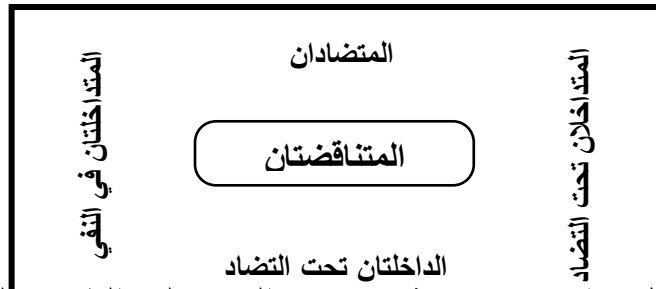 المتضادان
المتداخلان تحت التضاد
المتناقضتان
المتداخلتان في النفي
الداخلتان تحت التضاد